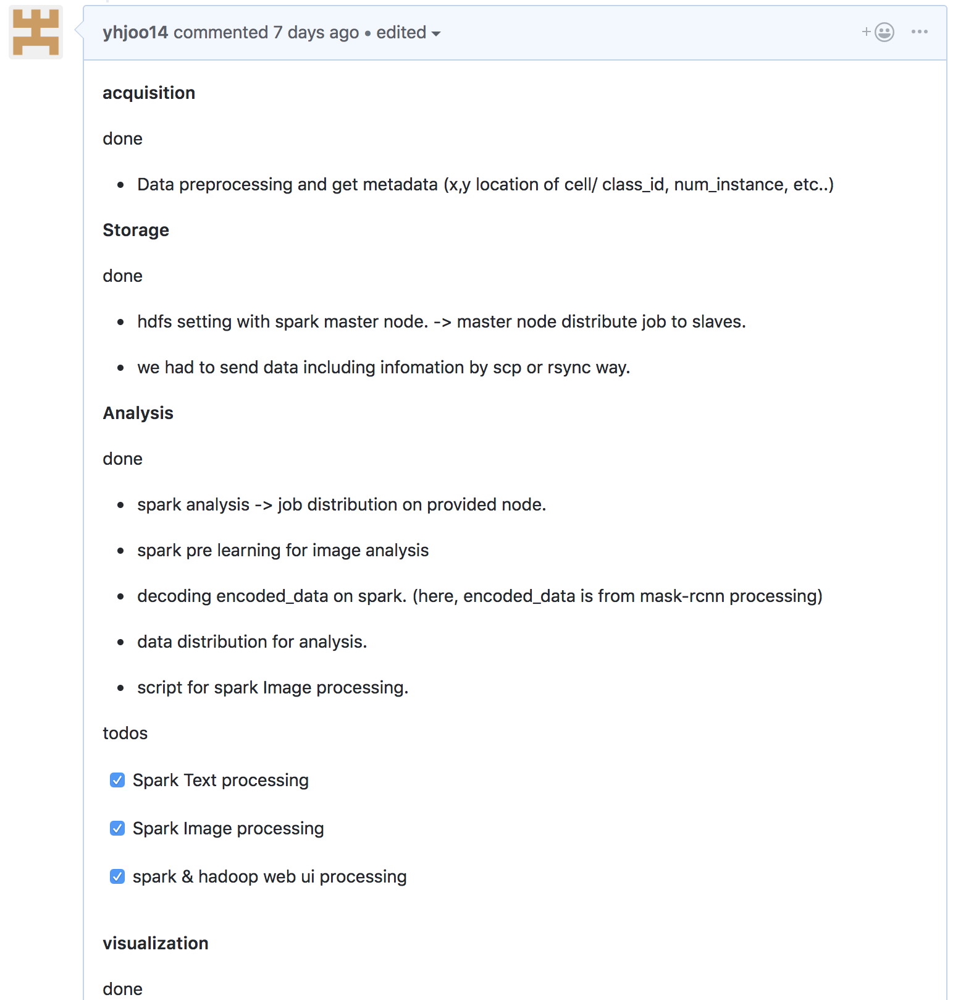 yhjoo14 commented 7 days ago • edited
acquisition
done
• Data preprocessing and get metadata (x,y location of cell/ class_id, num_instance, etc..)
Storage
done
• hdfs setting with spark master node. -> master node distribute job to slaves.
• we had to send data including infomation by scp or rsync way.
Analysis
done
• spark analysis -> job distribution on provided node.
• spark pre learning for image analysis
• decoding encoded_data on spark. (here, encoded_data is from mask-rcnn processing)
• data distribution for analysis.
• script for spark Image processing.
todos
Spark Text processing
Spark Image processing
spark & hadoop web ui processing
visualization
done